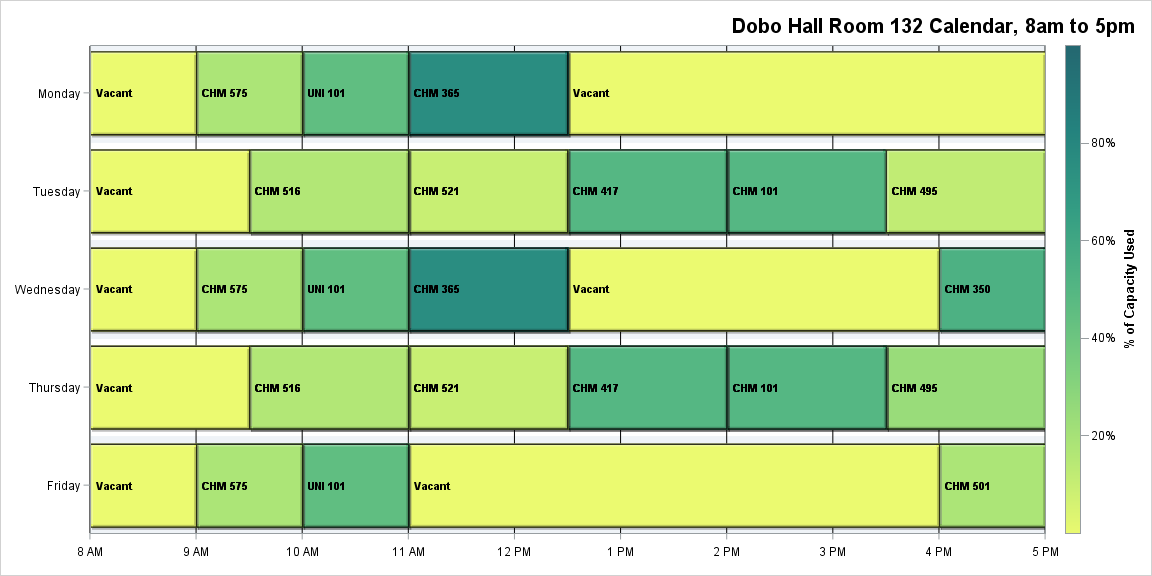 Dobo Hall Room 132 Calendar, 8am to 5pm
Monday
Vacant
CHM 575
UNI 101
CHM 365
Vacant
Tuesday
Vacant
CHM 516
CHM 521
CHM 417
CHM 101
CHM 495
Wednesday
Vacant
CHM 575
UNI 101
CHM 365
Vacant
CHM 350
Thursday
Vacant
CHM 516
CHM 521
CHM 417
CHM 101
CHM 495
Friday
Vacant
CHM 575
UNI 101
Vacant
CHM 501
8 AM
9 AM
10 AM
11 AM
12 PM
1 PM
2 PM
3 PM
4 PM
5 PM
80%
60%
40%
20%
% of Capacity Used